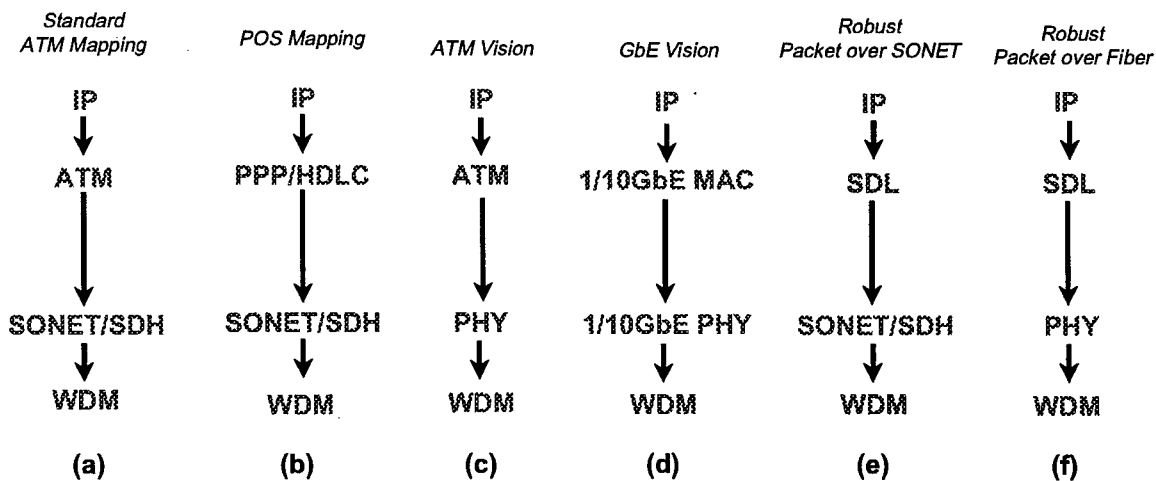 Standard
ATM Mapping
POS Mapping
ATM Vision
GbE Vision
Robust
Packet over SONET
Robust
Packet over Fiber
IP IP IP IP IP IP
ATM PPP/HDLC ATM 1/10GbE MAC SDL SDL
SONET/SDH SONET/SDH PHY 1/10GbE PHY SONET/SDH PHY
WDM WDM WDM WDM WDM WDM
(a) (b) (c) (d) (e) (f)